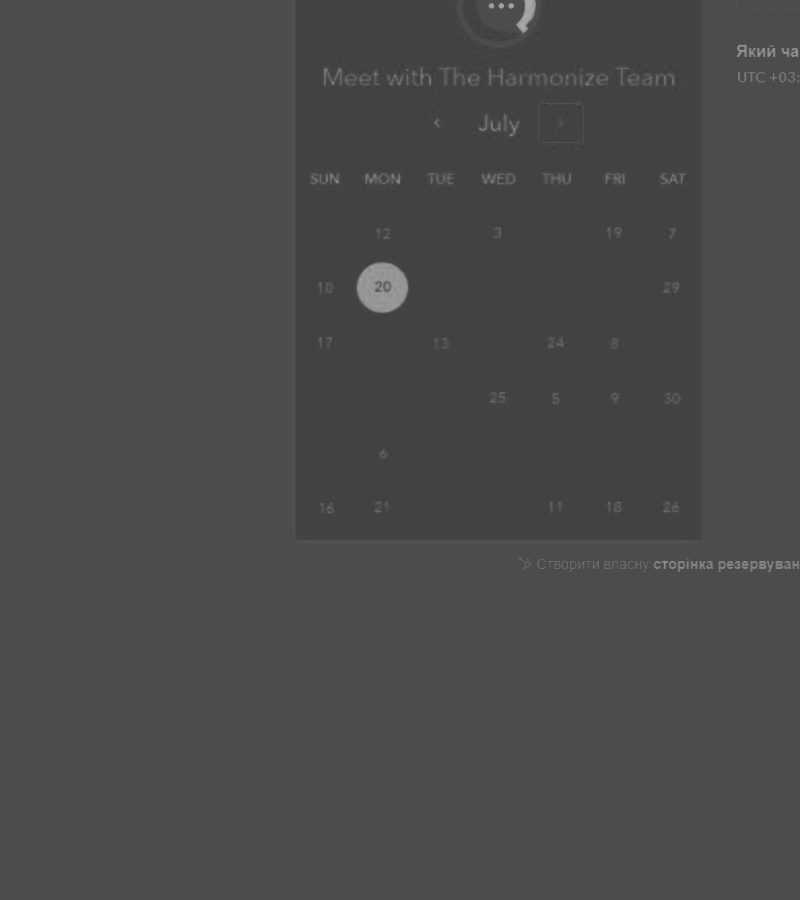 Який ча
UTC +03:
Meet with The Harmonize Team
‹ July ›
SUN MON TUE WED THU FRI SAT
12 3 19 7
10 20 29
17 13 24 8
25 5 9 30
6
16 21 11 18 26
Створити власну сторінка резервуван